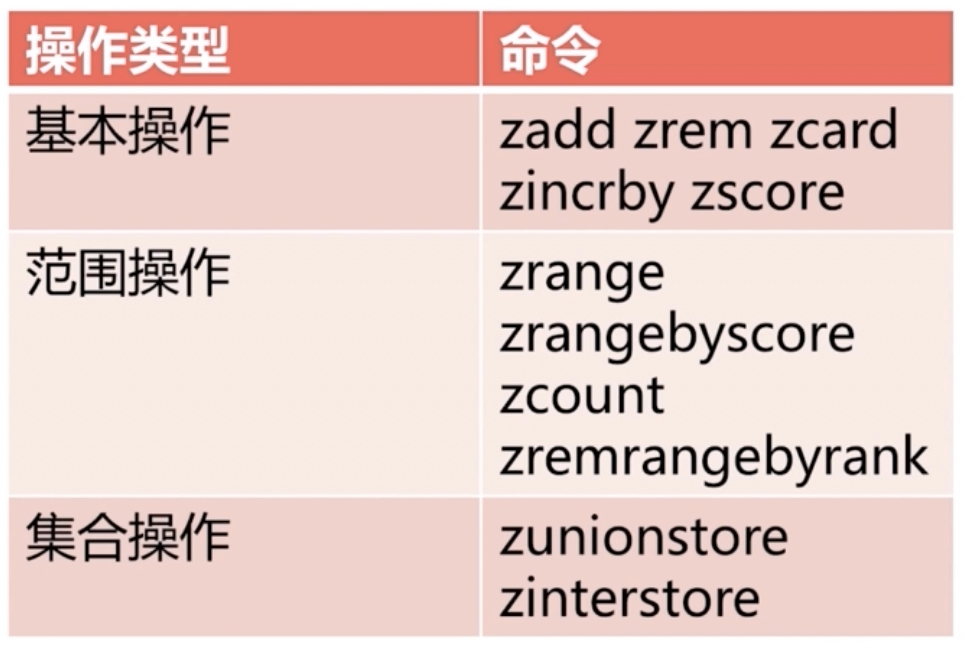 操作类型 命令
基本操作 zadd zrem zcard
zincrby zscore
范围操作 zrange
zrangebyscore
zcount
zremrangebyrank
集合操作 zunionstore
zinterstore